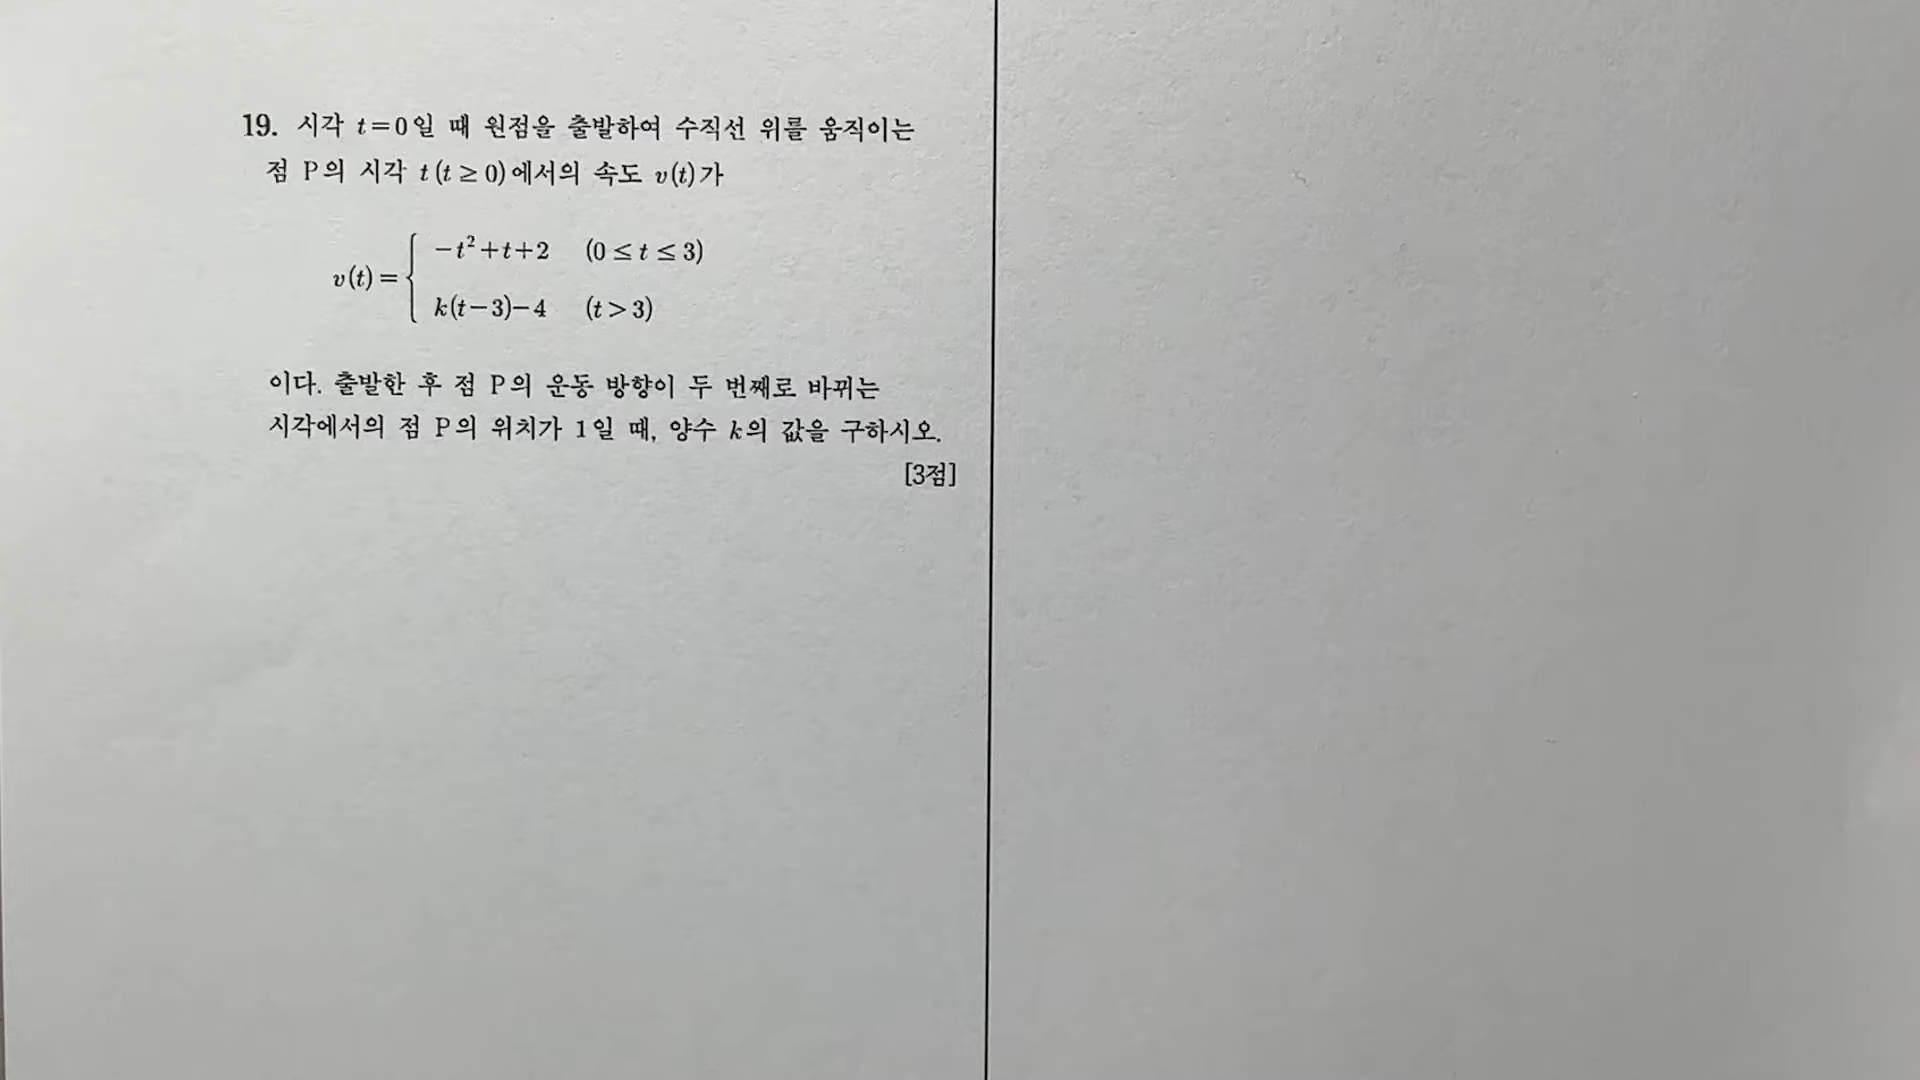 19. 시각 t=0일 때 원점을 출발하여 수직선 위를 움직이는
점 P의 시각 t(t≥0)에서의 속도 v(t)가
v(t)={ -t²+t+2 (0≤t≤3)
k(t-3)-4 (t>3)
이다. 출발한 후 점 P의 운동 방향이 두 번째로 바뀌는
시각에서의 점 P의 위치가 1일 때, 양수 k의 값을 구하시오.
[3점]